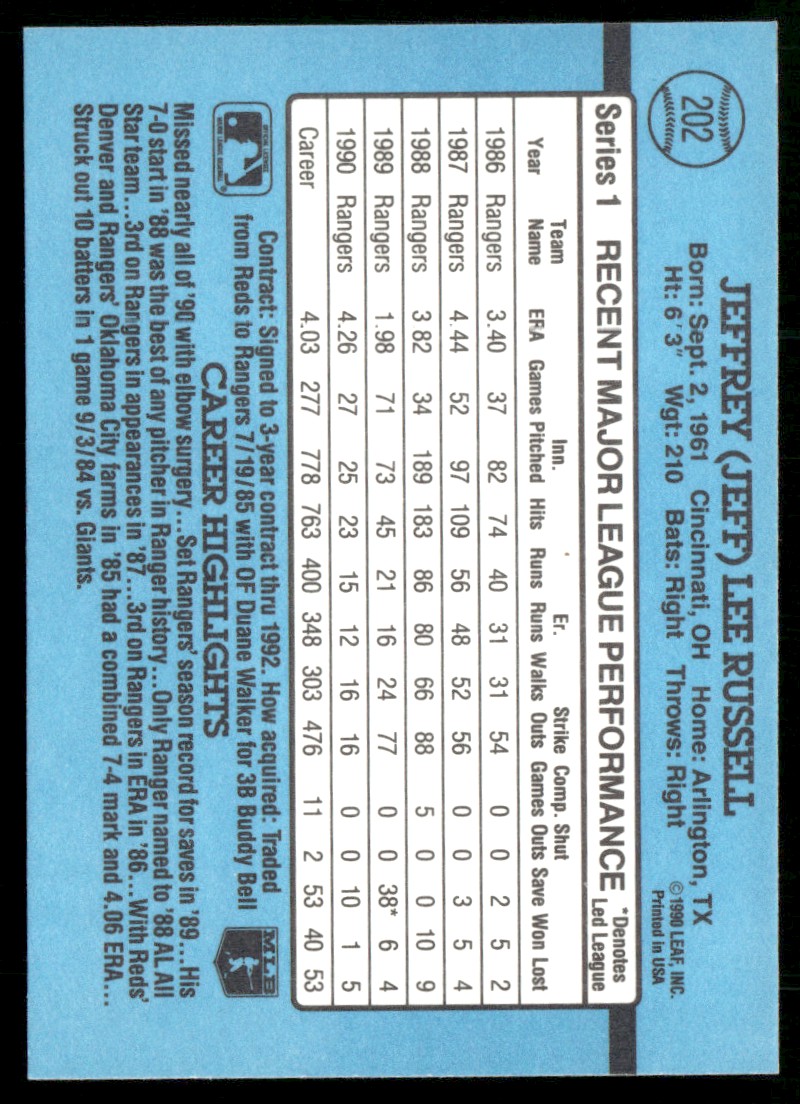 202
JEFFREY (JEFF) LEE RUSSELL
Born: Sept. 2, 1961 Cincinnati, OH Home: Arlington, TX
Ht: 6'3" Wgt: 210 Bats: Right Throws: Right
©1990 LEAF, INC.
Printed in USA
Series 1 RECENT MAJOR LEAGUE PERFORMANCE *Denotes Led League
Team Inn. Er. Strike Comp. Shut
Year Name ERA Games Pitched Hits Runs Runs Walks Outs Games Outs Save Won Lost
1986 Rangers 3.40 37 82 74 40 31 31 54 0 0 2 5 2
1987 Rangers 4.44 52 97 109 56 48 52 56 0 0 3 5 4
1988 Rangers 3.82 34 189 183 86 80 66 88 5 0 0 10 9
1989 Rangers 1.98 71 73 45 21 16 24 77 0 0 38* 6 4
1990 Rangers 4.26 27 25 23 15 12 16 16 0 0 10 1 5
Career 4.03 277 778 763 400 348 303 476 11 2 53 40 53
Contract: Signed to 3-year contract thru 1992. How acquired: Traded
from Reds to Rangers 7/19/85 with OF Duane Walker for 3B Buddy Bell
MLB
CAREER HIGHLIGHTS
Missed nearly all of '90 with elbow surgery...Set Rangers' season record for saves in '89...His
7-0 start in '88 was the best of any pitcher in Ranger history...Only Ranger named to '88 AL All
Star team...3rd on Rangers in appearances in '87...3rd on Rangers in ERA in '86...With Reds'
Denver and Rangers' Oklahoma City farms in '85 had a combined 7-4 mark and 4.06 ERA...
Struck out 10 batters in 1 game 9/3/84 vs. Giants.